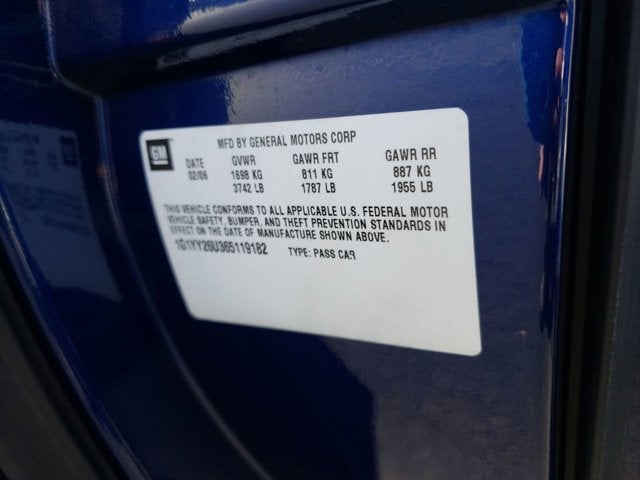 GM
MFD BY GENERAL MOTORS CORP
DATE GVWR GAWR FRT GAWR RR
02/06 1698 KG 811 KG 887 KG
3742 LB 1787 LB 1955 LB
THIS VEHICLE CONFORMS TO ALL APPLICABLE U.S. FEDERAL MOTOR
VEHICLE SAFETY, BUMPER, AND THEFT PREVENTION STANDARDS IN
EFFECT ON THE DATE OF MANUFACTURE SHOWN ABOVE.
1G1YY26U365119182 TYPE: PASS CAR